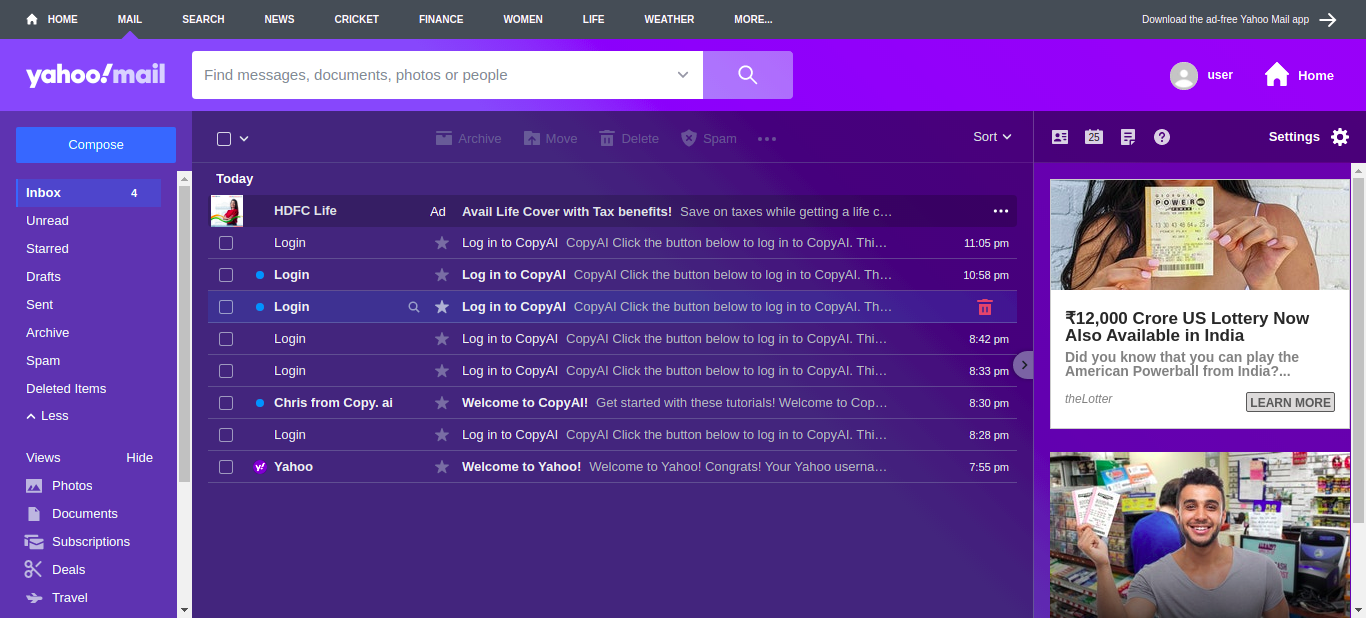 HOME MAIL SEARCH NEWS CRICKET FINANCE WOMEN LIFE WEATHER MORE... Download the ad-free Yahoo Mail app
yahoo!mail Find messages, documents, photos or people user Home
Compose
Inbox 4
Unread
Starred
Drafts
Sent
Archive
Spam
Deleted Items
Less
Views Hide
Photos
Documents
Subscriptions
Deals
Travel
Archive Move Delete Spam Sort
Today
HDFC Life Ad Avail Life Cover with Tax benefits! Save on taxes while getting a life c…
Login Log in to CopyAI CopyAI Click the button below to log in to CopyAI. Thi… 11:05 pm
Login Log in to CopyAI CopyAI Click the button below to log in to CopyAI. Th… 10:58 pm
Login Log in to CopyAI CopyAI Click the button below to log in to CopyAI. Th…
Login Log in to CopyAI CopyAI Click the button below to log in to CopyAI. Thi… 8:42 pm
Login Log in to CopyAI CopyAI Click the button below to log in to CopyAI. Thi… 8:33 pm
Chris from Copy. ai Welcome to CopyAI! Get started with these tutorials! Welcome to Cop… 8:30 pm
Login Log in to CopyAI CopyAI Click the button below to log in to CopyAI. Thi… 8:28 pm
y! Yahoo Welcome to Yahoo! Welcome to Yahoo! Congrats! Your Yahoo userna… 7:55 pm
25 Settings
POWER
₹12,000 Crore US Lottery Now
Also Available in India
Did you know that you can play the
American Powerball from India?...
theLotter LEARN MORE